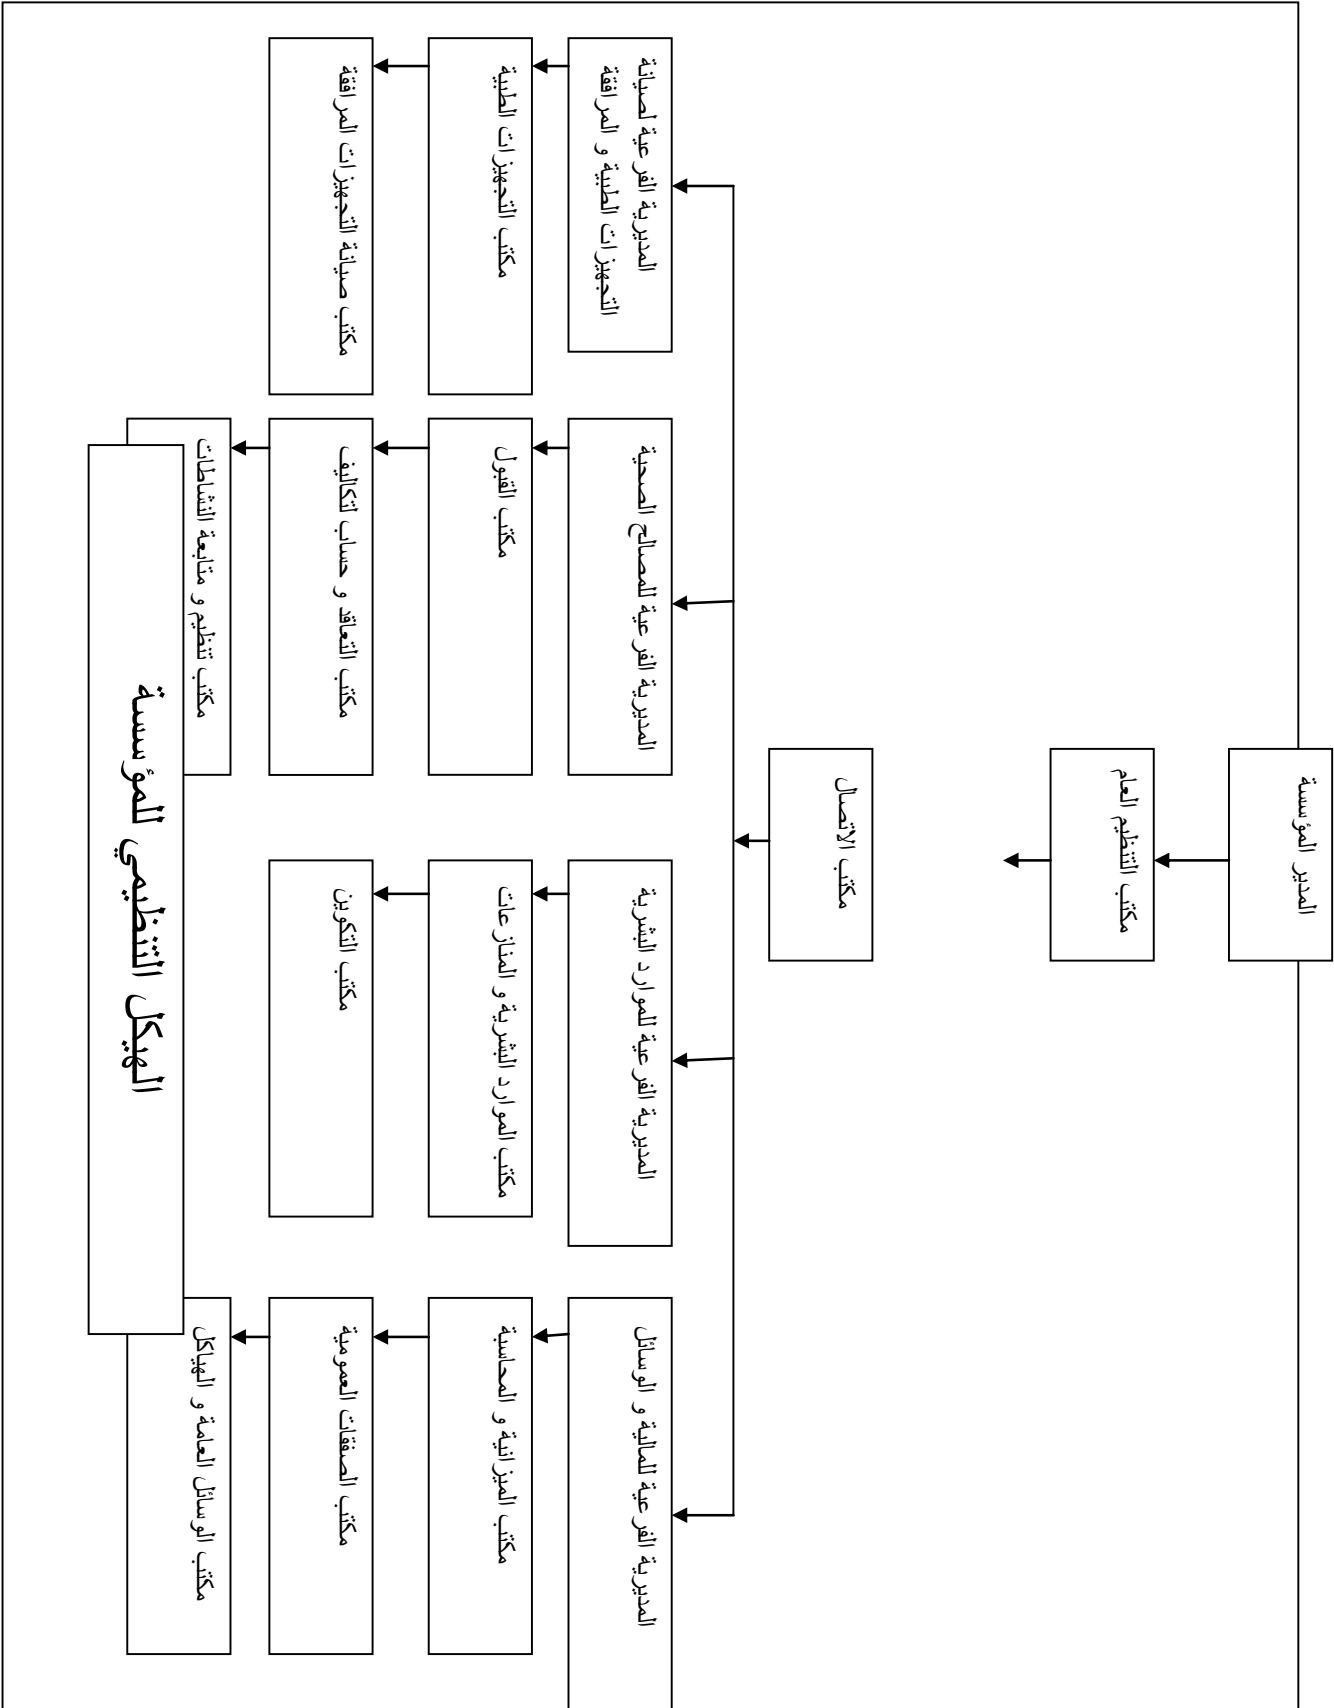 المدير المؤسسة
مكتب التنظيم العام
مكتب الاتصال
المديرية الفرعية للمالية و الوسائل
المديرية الفرعية للموارد البشرية
المديرية الفرعية للمصالح الصحية
المديرية الفرعية لصيانة
التجهيزات الطبية و المرافقة
مكتب الميزانية و المحاسبة
مكتب الموارد البشرية و المنازعات
مكتب القبول
مكتب التجهيزات الطبية
مكتب الصفقات العمومية
مكتب التكوين
مكتب التعاقد و حساب لتكاليف
مكتب صيانة التجهيزات المرافقة
مكتب الوسائل العامة و الهياكل
مكتب تنظيم و متابعة النشاطات
الهيكل التنظيمي للمؤسسة